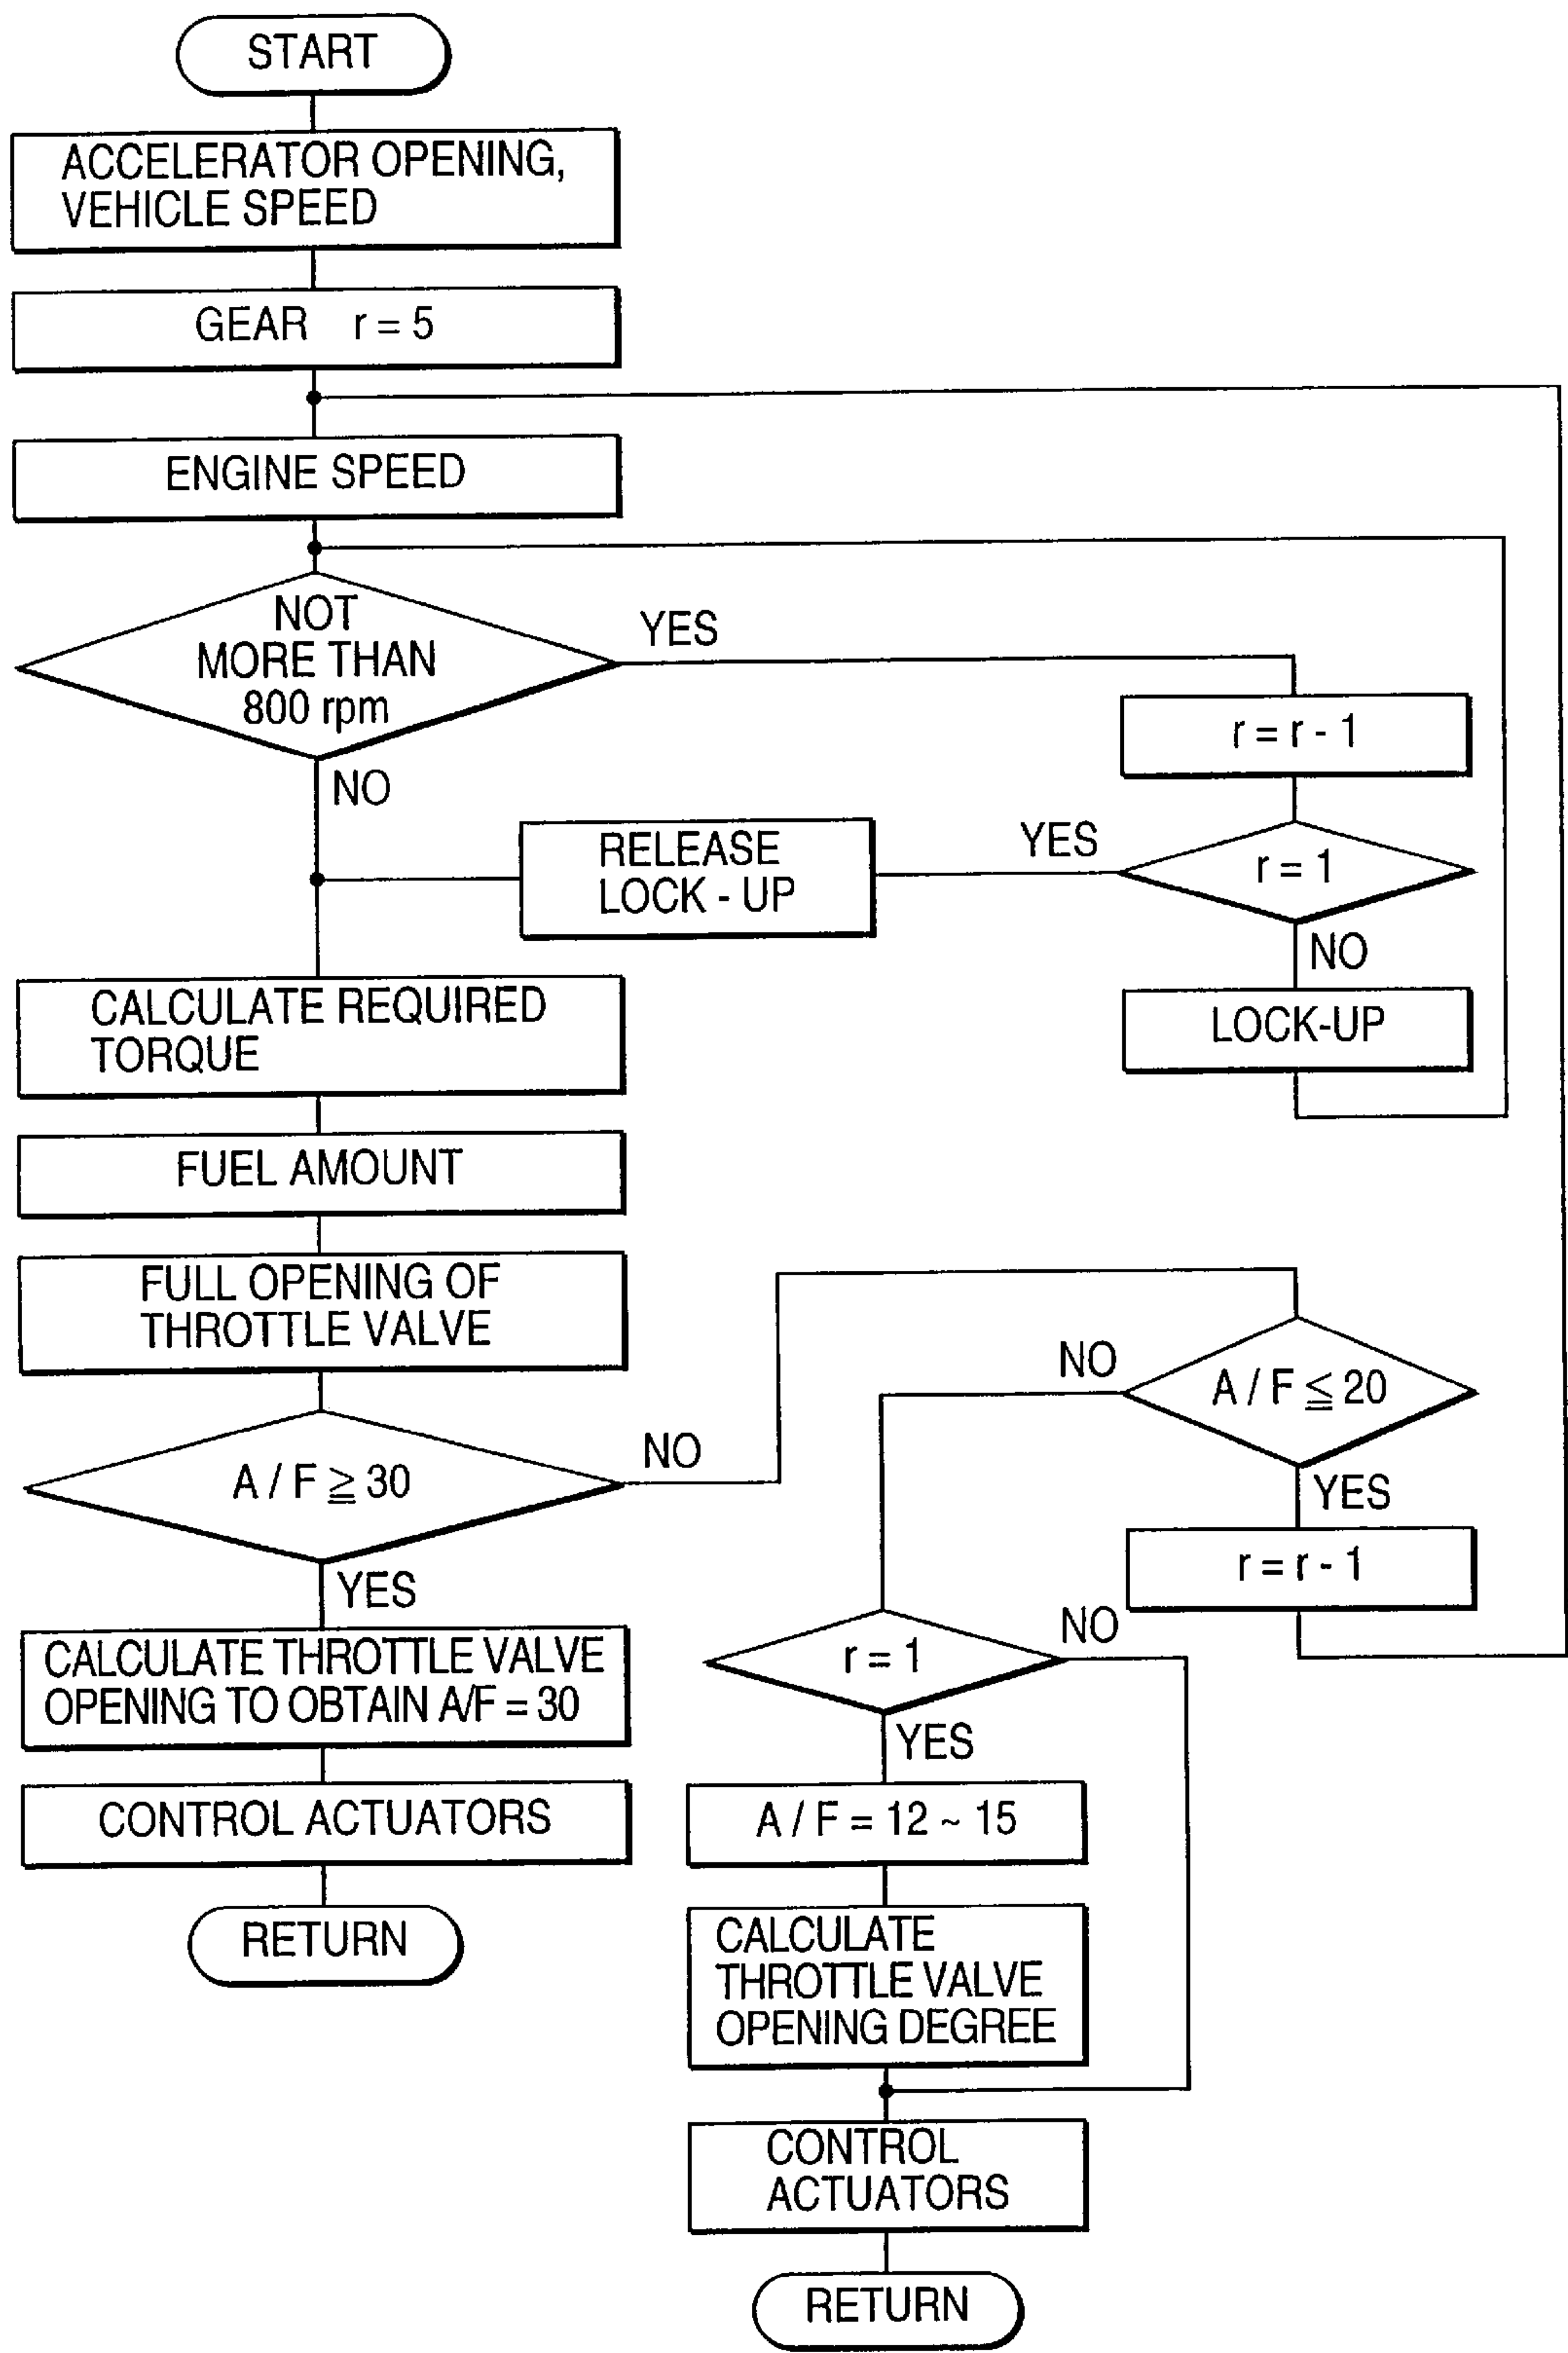 START
ACCELERATOR OPENING,
VEHICLE SPEED
GEAR r = 5
ENGINE SPEED
NOT
MORE THAN
800 rpm
YES
NO
r = r - 1
r = 1
YES
NO
RELEASE
LOCK - UP
LOCK-UP
CALCULATE REQUIRED
TORQUE
FUEL AMOUNT
FULL OPENING OF
THROTTLE VALVE
A / F ≧ 30
NO
YES
A / F ≦ 20
NO
YES
r = r - 1
CALCULATE THROTTLE VALVE
OPENING TO OBTAIN A/F = 30
CONTROL ACTUATORS
RETURN
r = 1
NO
YES
A / F = 12 ~ 15
CALCULATE
THROTTLE VALVE
OPENING DEGREE
CONTROL
ACTUATORS
RETURN